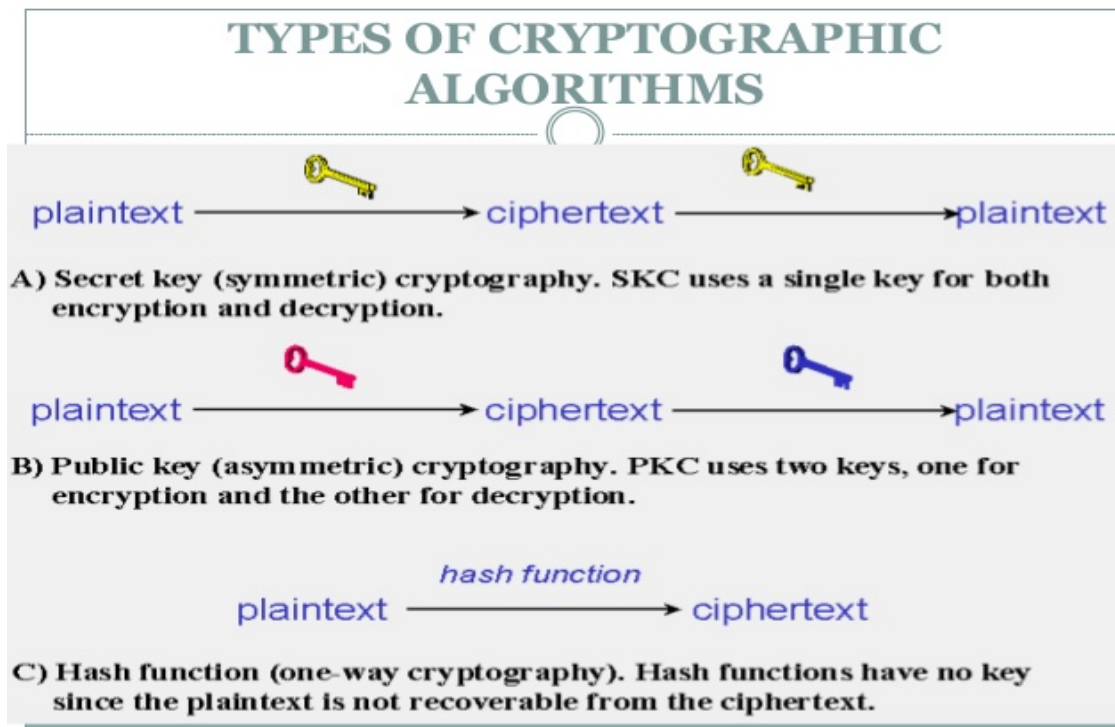 TYPES OF CRYPTOGRAPHIC
ALGORITHMS
plaintext ciphertext plaintext
A) Secret key (symmetric) cryptography. SKC uses a single key for both
encryption and decryption.
plaintext ciphertext plaintext
B) Public key (asymmetric) cryptography. PKC uses two keys, one for
encryption and the other for decryption.
hash function
plaintext ciphertext
C) Hash function (one-way cryptography). Hash functions have no key
since the plaintext is not recoverable from the ciphertext.